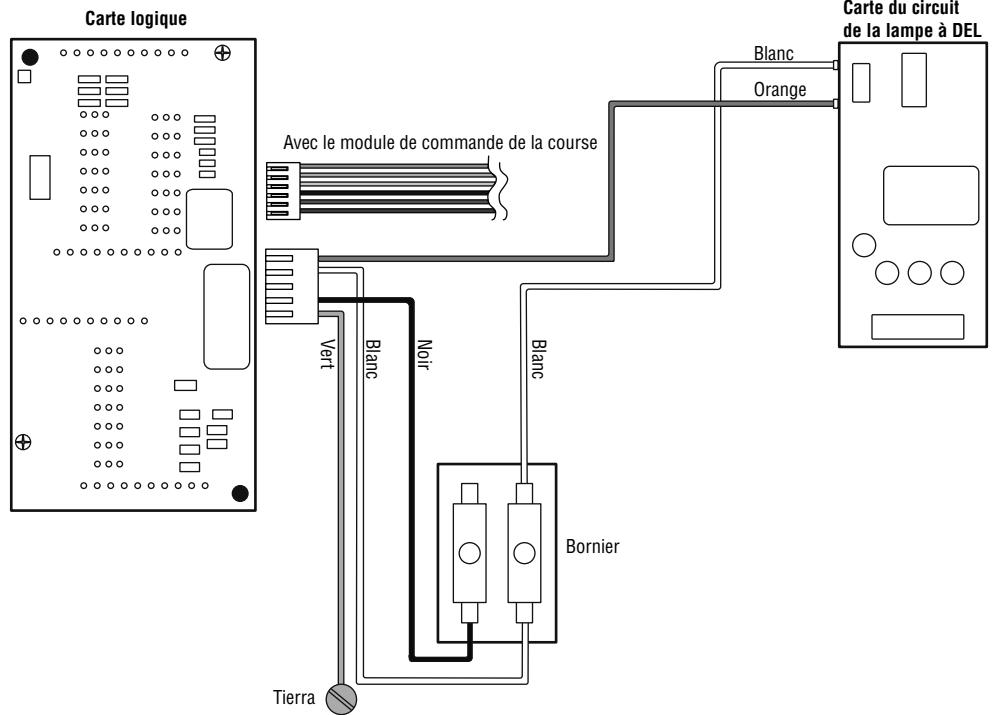 Carte logique
Carte du circuit
de la lampe à DEL
Blanc
Orange
Avec le module de commande de la course
Vert
Blanc
Noir
Blanc
Bornier
Tierra